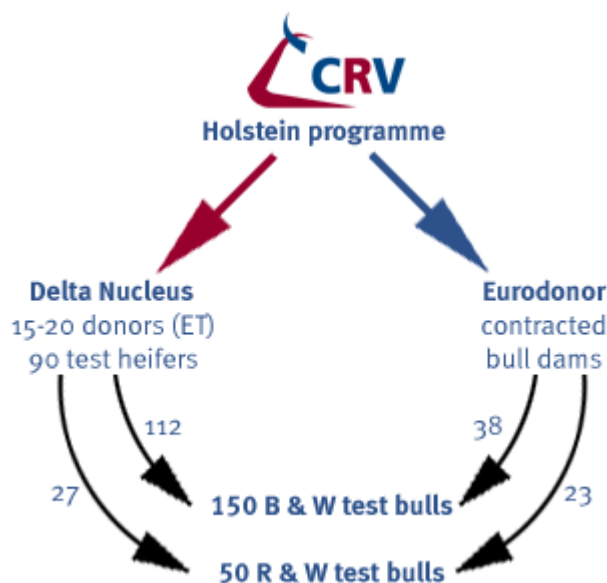 CRV
Holstein programme
Delta Nucleus
15-20 donors (ET)
90 test heifers
Eurodonor
contracted
bull dams
112
38
27
23
150 B & W test bulls
50 R & W test bulls